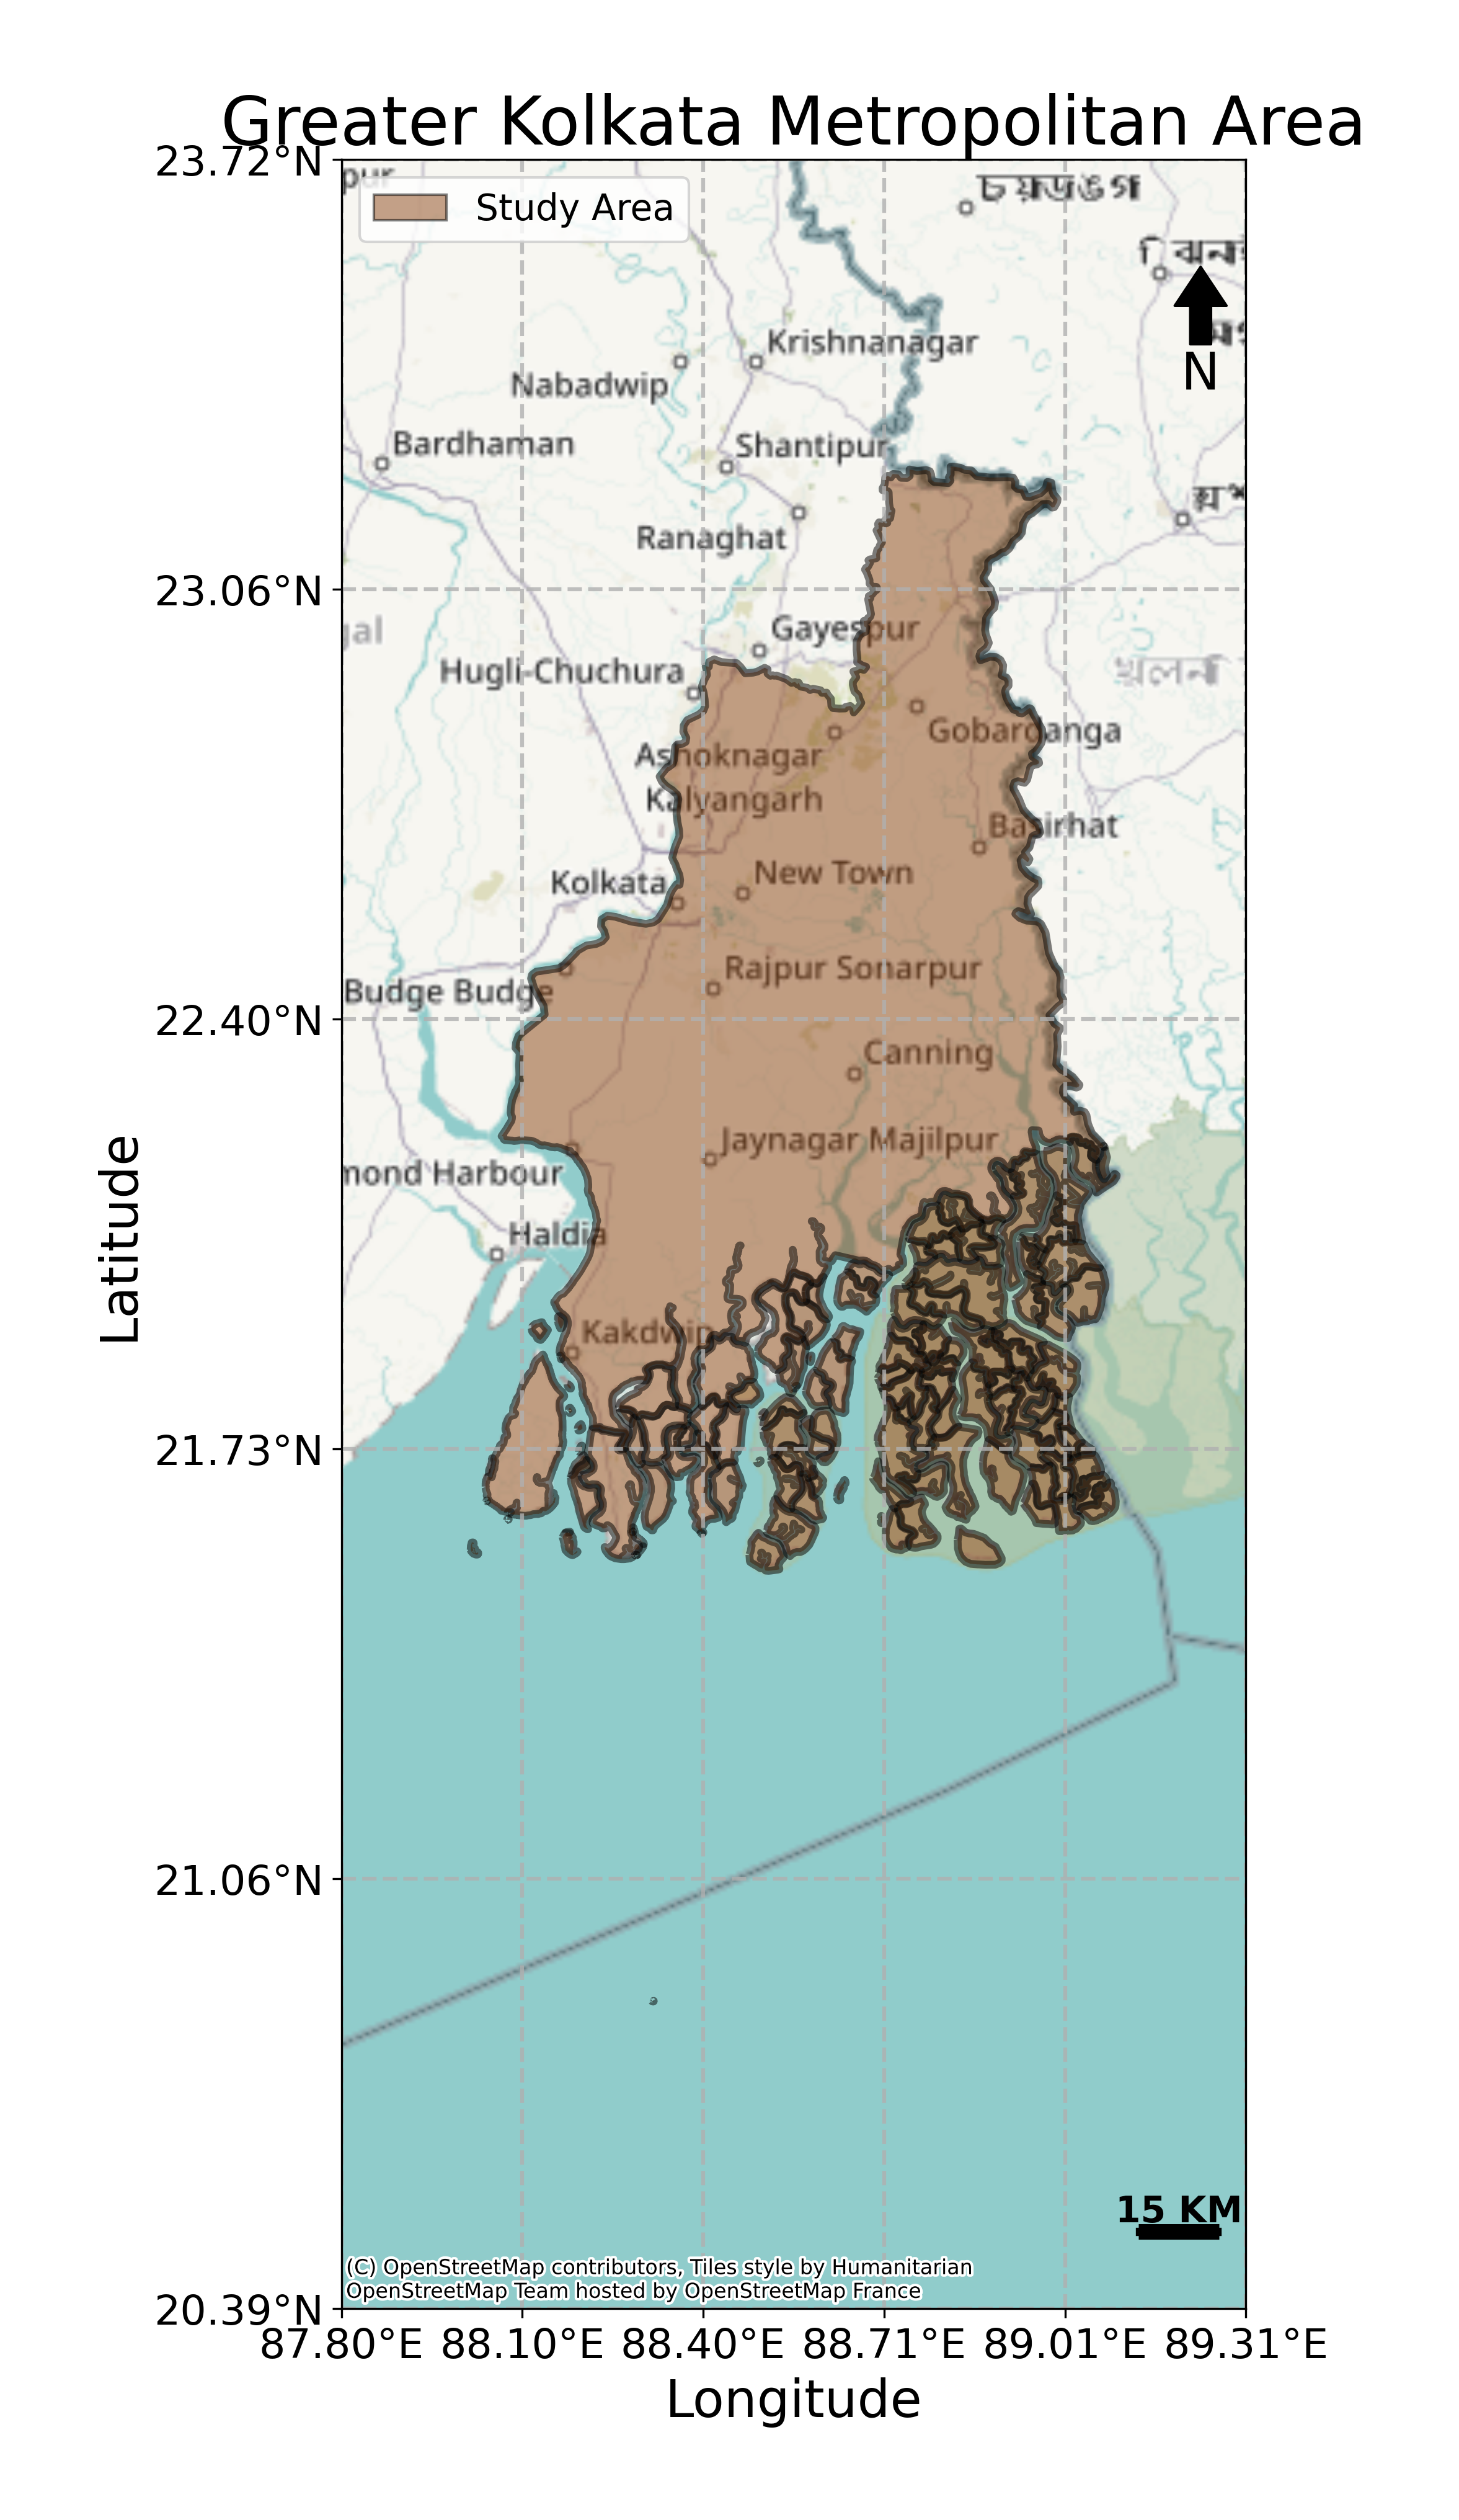 Greater Kolkata Metropolitan Area
23.72°N
pur
Study Area
Krishnanagar
Nabadwip
Bardhaman
Shantipur
Ranaghat
N
23.06°N
gal
Gayespur
Hugli-Chuchura
Gobardanga
Ashoknagar
Kalyangarh
Basirhat
New Town
Kolkata
Rajpur Sonarpur
Budge Budge
22.40°N
Canning
Jaynagar Majilpur
mond Harbour
Haldia
Latitude
Kakdwip
21.73°N
21.06°N
15 KM
(C) OpenStreetMap contributors, Tiles style by Humanitarian
OpenStreetMap Team hosted by OpenStreetMap France
20.39°N
87.80°E 88.10°E 88.40°E 88.71°E 89.01°E 89.31°E
Longitude